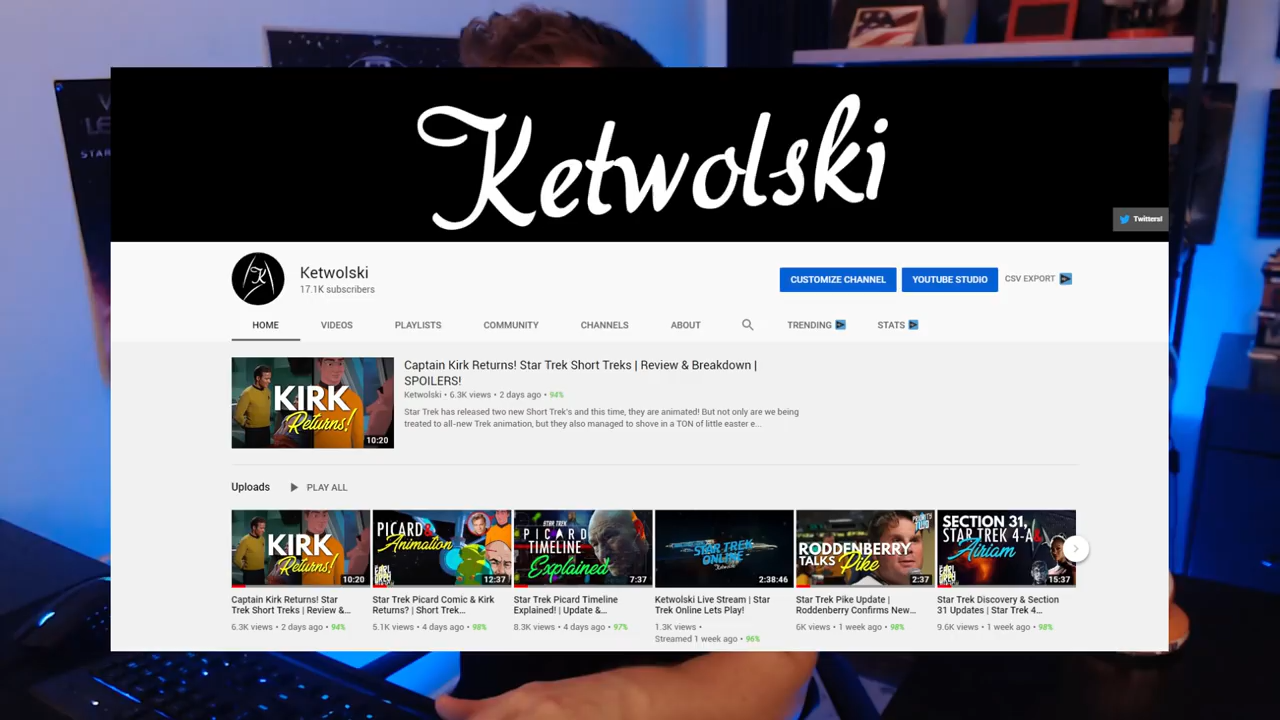 STAR
Ketwolski
Twitters!
Ketwolski
17.1K subscribers
CUSTOMIZE CHANNEL
YOUTUBE STUDIO
CSV EXPORT
HOME
VIDEOS
PLAYLISTS
COMMUNITY
CHANNELS
ABOUT
TRENDING
STATS
KIRK
Returns!
10:20
Captain Kirk Returns! Star Trek Short Treks | Review & Breakdown |
SPOILERS!
Ketwolski • 6.3K views • 2 days ago • 94%
Star Trek has released two new Short Trek's and this time, they are animated! But not only are we being
treated to all-new Trek animation, but they also managed to shove in a TON of little easter e...
Uploads
PLAY ALL
KIRK
Returns!
10:20
PICARD&
Animation
12:37
STAR TREK
PICARD
TIMELINE
Explained!
7:37
STAR TREK
ONLINE
2:38:46
RODDENBERRY
TALKS Pike
2:37
SECTION 31,
STAR TREK 4-A&
Airiam
15:37
Captain Kirk Returns! Star
Trek Short Treks | Review &...
6.3K views • 2 days ago • 94%
Star Trek Picard Comic & Kirk
Returns? | Short Trek...
5.1K views • 4 days ago • 98%
Star Trek Picard Timeline
Explained! | Update &...
8.3K views • 4 days ago • 97%
Ketwolski Live Stream | Star
Trek Online Lets Play!
1.3K views •
Streamed 1 week ago • 96%
Star Trek Pike Update |
Roddenberry Confirms New...
6K views • 1 week ago • 98%
Star Trek Discovery & Section
31 Updates | Star Trek 4...
9.6K views • 1 week ago • 98%